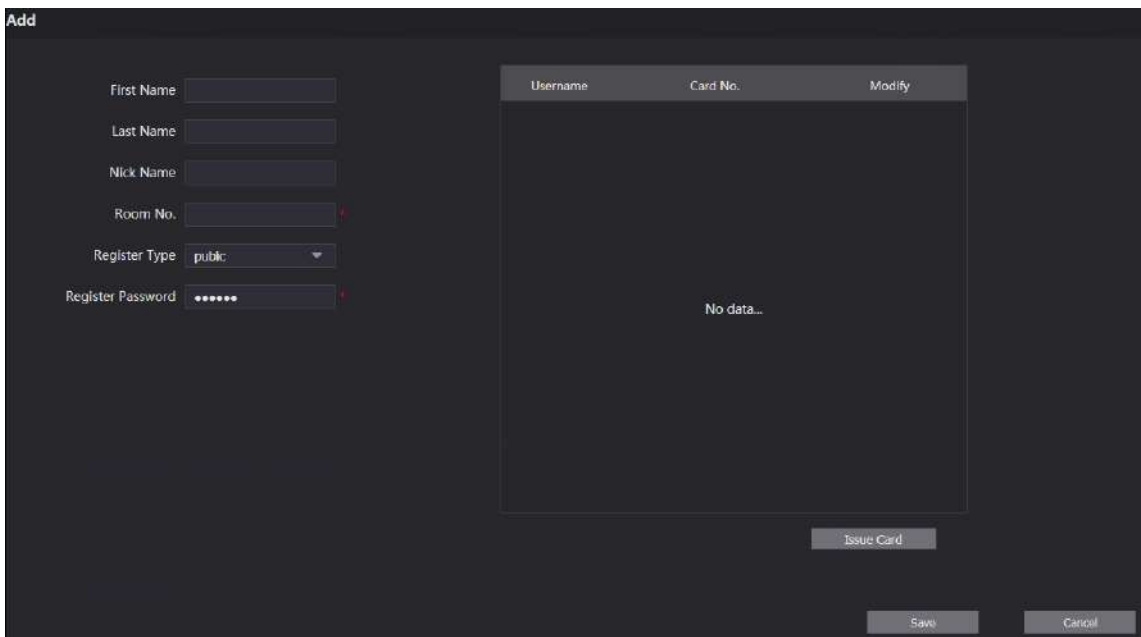 Add
First Name
Last Name
Nick Name
Room No. *
Register Type public
Register Password •••••• *
Username Card No. Modify
No data...
Issue Card
Save Cancel